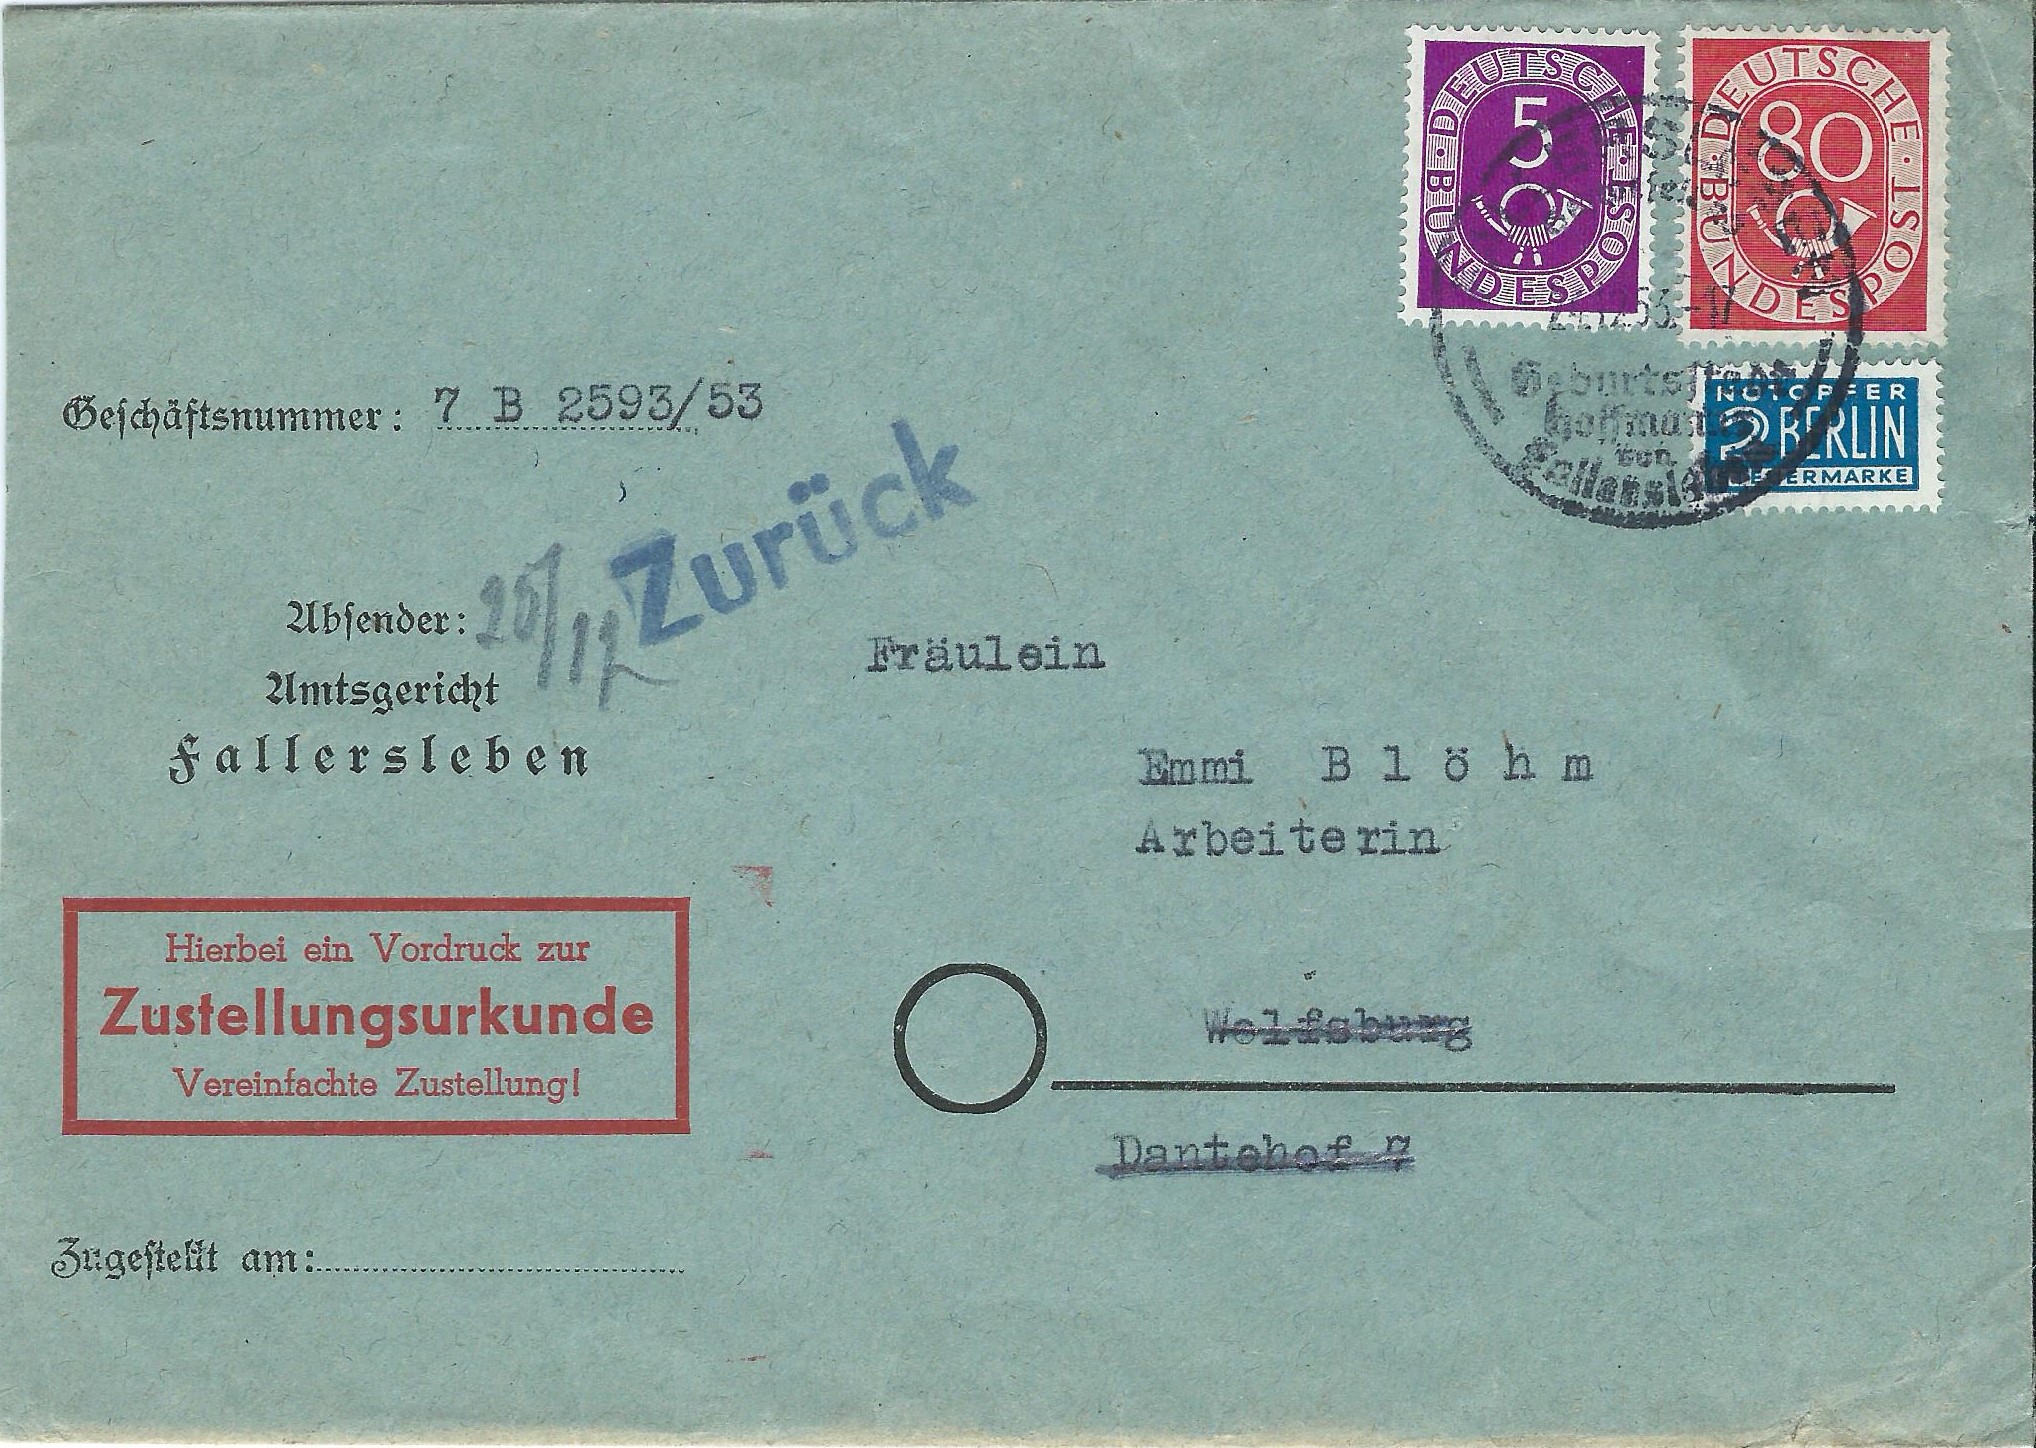 DEUTSCHE BUNDESPOST
5
DEUTSCHE BUNDESPOST
80
Geburtsstadt
Hoffmann
von
Fallersleben
NOTOPFER
2 BERLIN
STEUERMARKE
Geschäftsnummer: 7 B 2593/53
Zurück
Absender:
Amtsgericht
Fallersleben
Fräulein
Emmi Blöhm
Arbeiterin
Wolfsburg
Dantehof 7
Hierbei ein Vordruck zur
Zustellungsurkunde
Vereinfachte Zustellung!
Zugestellt am: